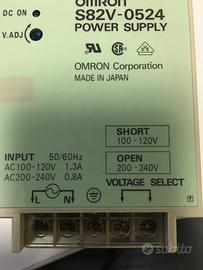 OMRON
DC ON
S82V-0524
V.ADJ
POWER SUPPLY
OMRON Corporation
MADE IN JAPAN
SHORT
100-120V
INPUT 50/60Hz
AC100-120V 1.3A
AC200-240V 0.8A
OPEN
200-240V
VOLTAGE SELECT
L N
subito